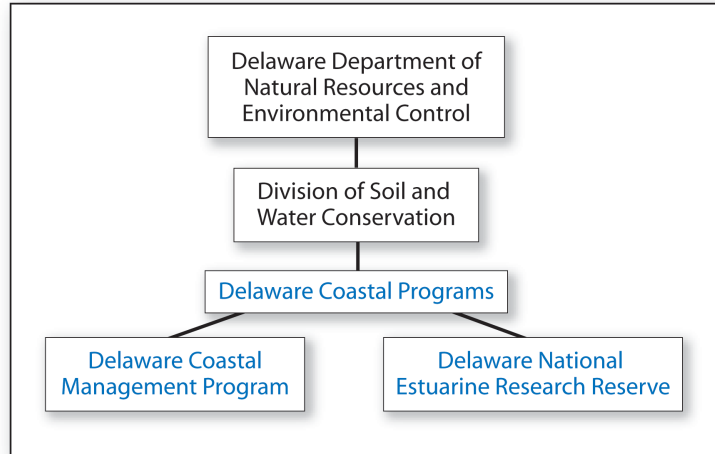 Delaware Department of
Natural Resources and
Environmental Control
Division of Soil and
Water Conservation
Delaware Coastal Programs
Delaware Coastal
Management Program
Delaware National
Estuarine Research Reserve